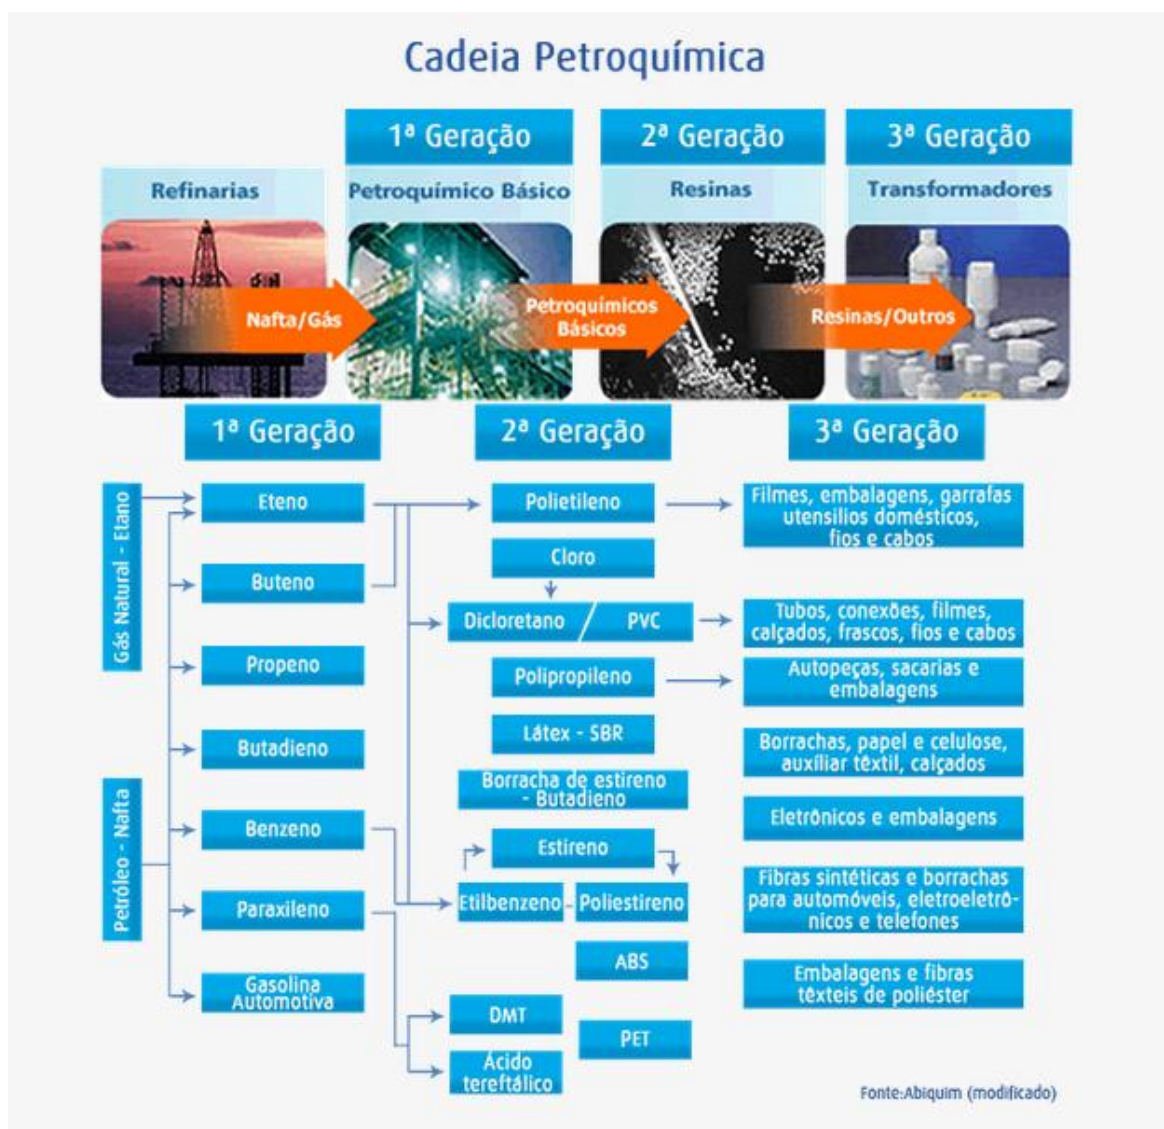 Cadeia Petroquímica
1ª Geração
2ª Geração
3ª Geração
Refinarias
Petroquímico Básico
Resinas
Transformadores
Nafta/Gás
Petroquímicos
Básicos
Resinas/Outros
1ª Geração
2ª Geração
3ª Geração
Gás Natural - Etano
Petróleo - Nafta
Eteno
Buteno
Propeno
Butadieno
Benzeno
Paraxileno
Gasolina
Automotiva
Polietileno
Cloro
Dicloretano / PVC
Polipropileno
Látex - SBR
Borracha de estireno
- Butadieno
Estireno
Etilbenzeno - Poliestireno
ABS
DMT
PET
Ácido
tereftálico
Filmes, embalagens, garrafas
utensilios domésticos,
fios e cabos
Tubos, conexões, filmes,
calçados, frascos, fios e cabos
Autopeças, sacarias e
embalagens
Borrachas, papel e celulose,
auxíliar têxtil, calçados
Eletrônicos e embalagens
Fibras sintéticas e borrachas
para automóveis, eletroeletrô-
nicos e telefones
Embalagens e fibras
têxteis de poliéster
Fonte:Abiquim (modificado)